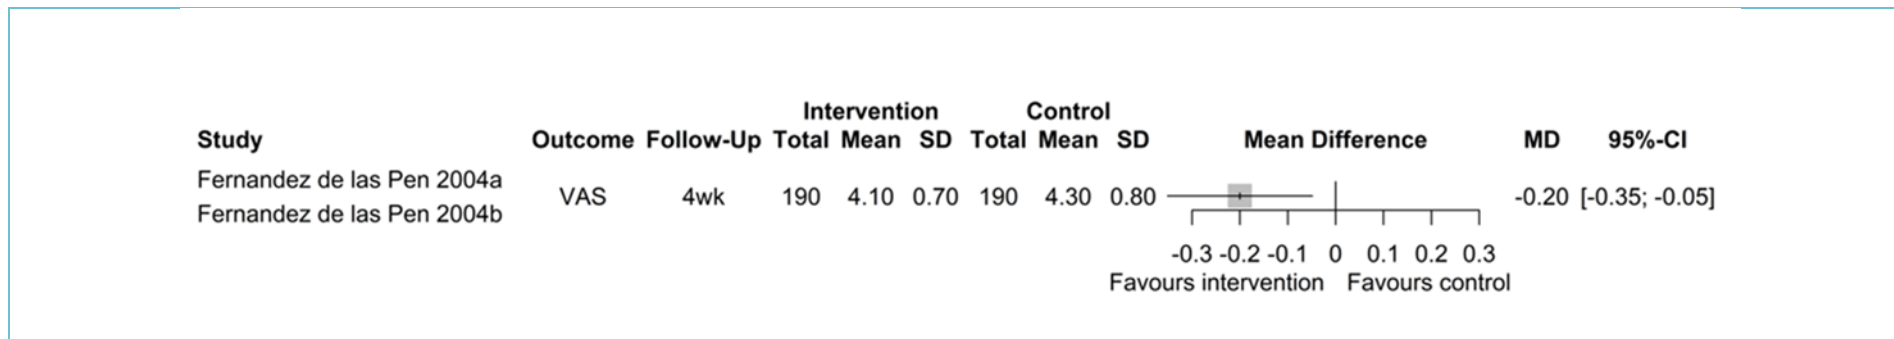 Intervention Control
Study Outcome Follow-Up Total Mean SD Total Mean SD Mean Difference MD 95%-CI
Fernandez de las Pen 2004a
VAS 4wk 190 4.10 0.70 190 4.30 0.80 -0.20 [-0.35; -0.05]
Fernandez de las Pen 2004b
-0.3 -0.2 -0.1 0 0.1 0.2 0.3
Favours intervention Favours control